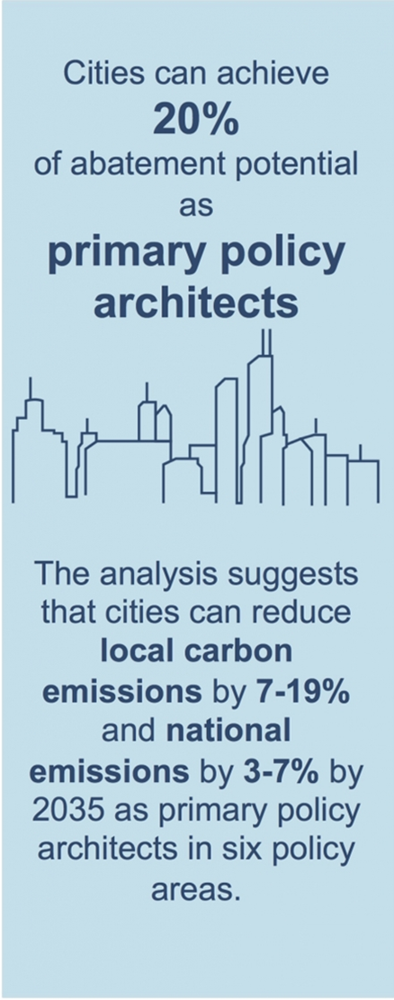 Cities can achieve
20%
of abatement potential
as
primary policy
architects
The analysis suggests
that cities can reduce
local carbon
emissions by 7-19%
and national
emissions by 3-7% by
2035 as primary policy
architects in six policy
areas.